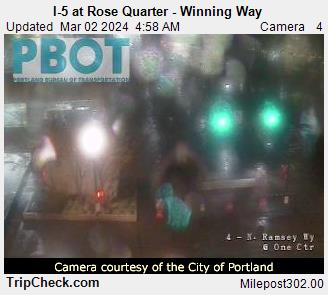 I-5 at Rose Quarter - Winning Way
Updated Mar 02 2024 4:58 AM Camera 4
PBOT
PORTLAND BUREAU OF TRANSPORTATION
4 - N. Ramsey Wy
@ One Ctr
Camera courtesy of the City of Portland
TripCheck.com Milepost302.00